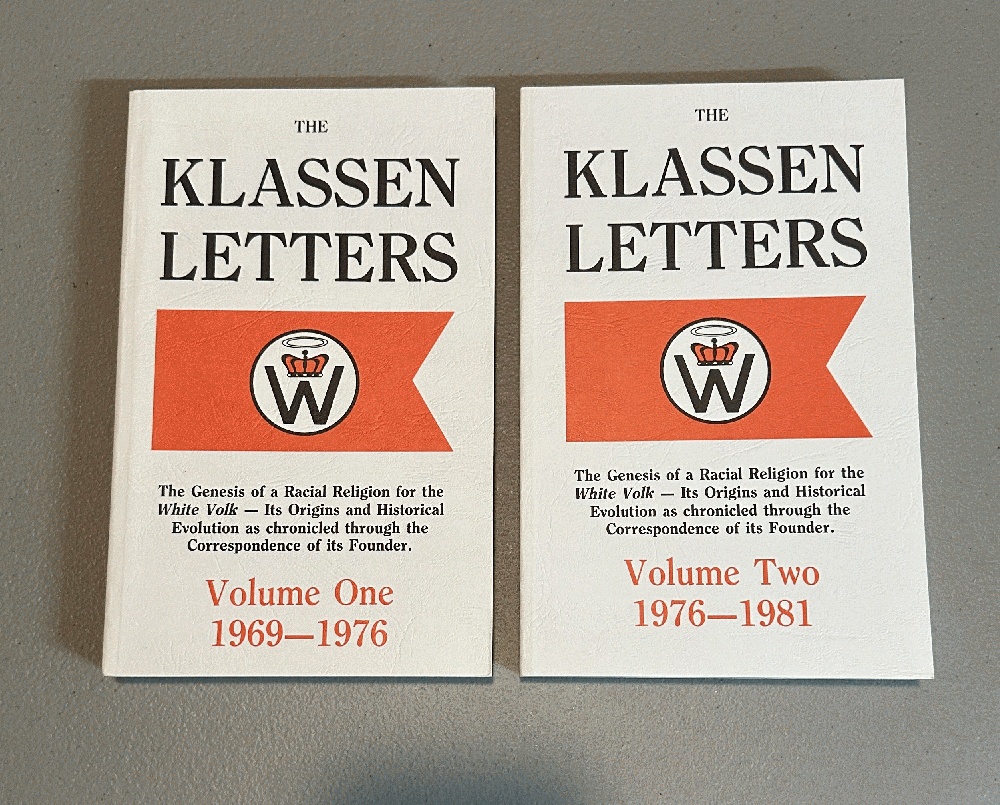 THE
KLASSEN
LETTERS
W
The Genesis of a Racial Religion for the
White Volk — Its Origins and Historical
Evolution as chronicled through the
Correspondence of its Founder.
Volume One
1969—1976
THE
KLASSEN
LETTERS
W
The Genesis of a Racial Religion for the
White Volk — Its Origins and Historical
Evolution as chronicled through the
Correspondence of its Founder.
Volume Two
1976—1981